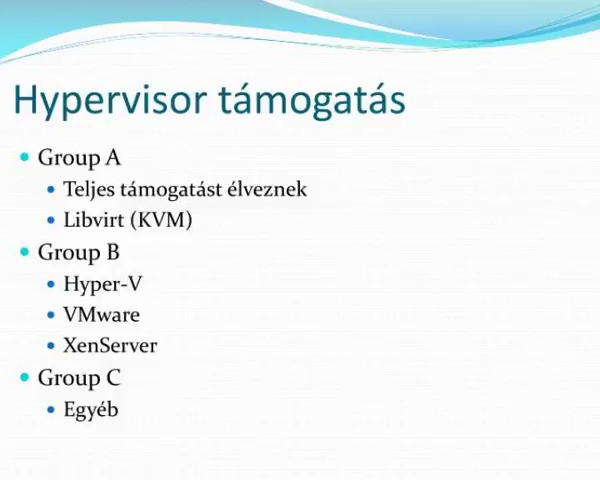 Hypervisor támogatás
Group A
Teljes támogatást élveznek
Libvirt (KVM)
Group B
Hyper-V
VMware
XenServer
Group C
Egyéb